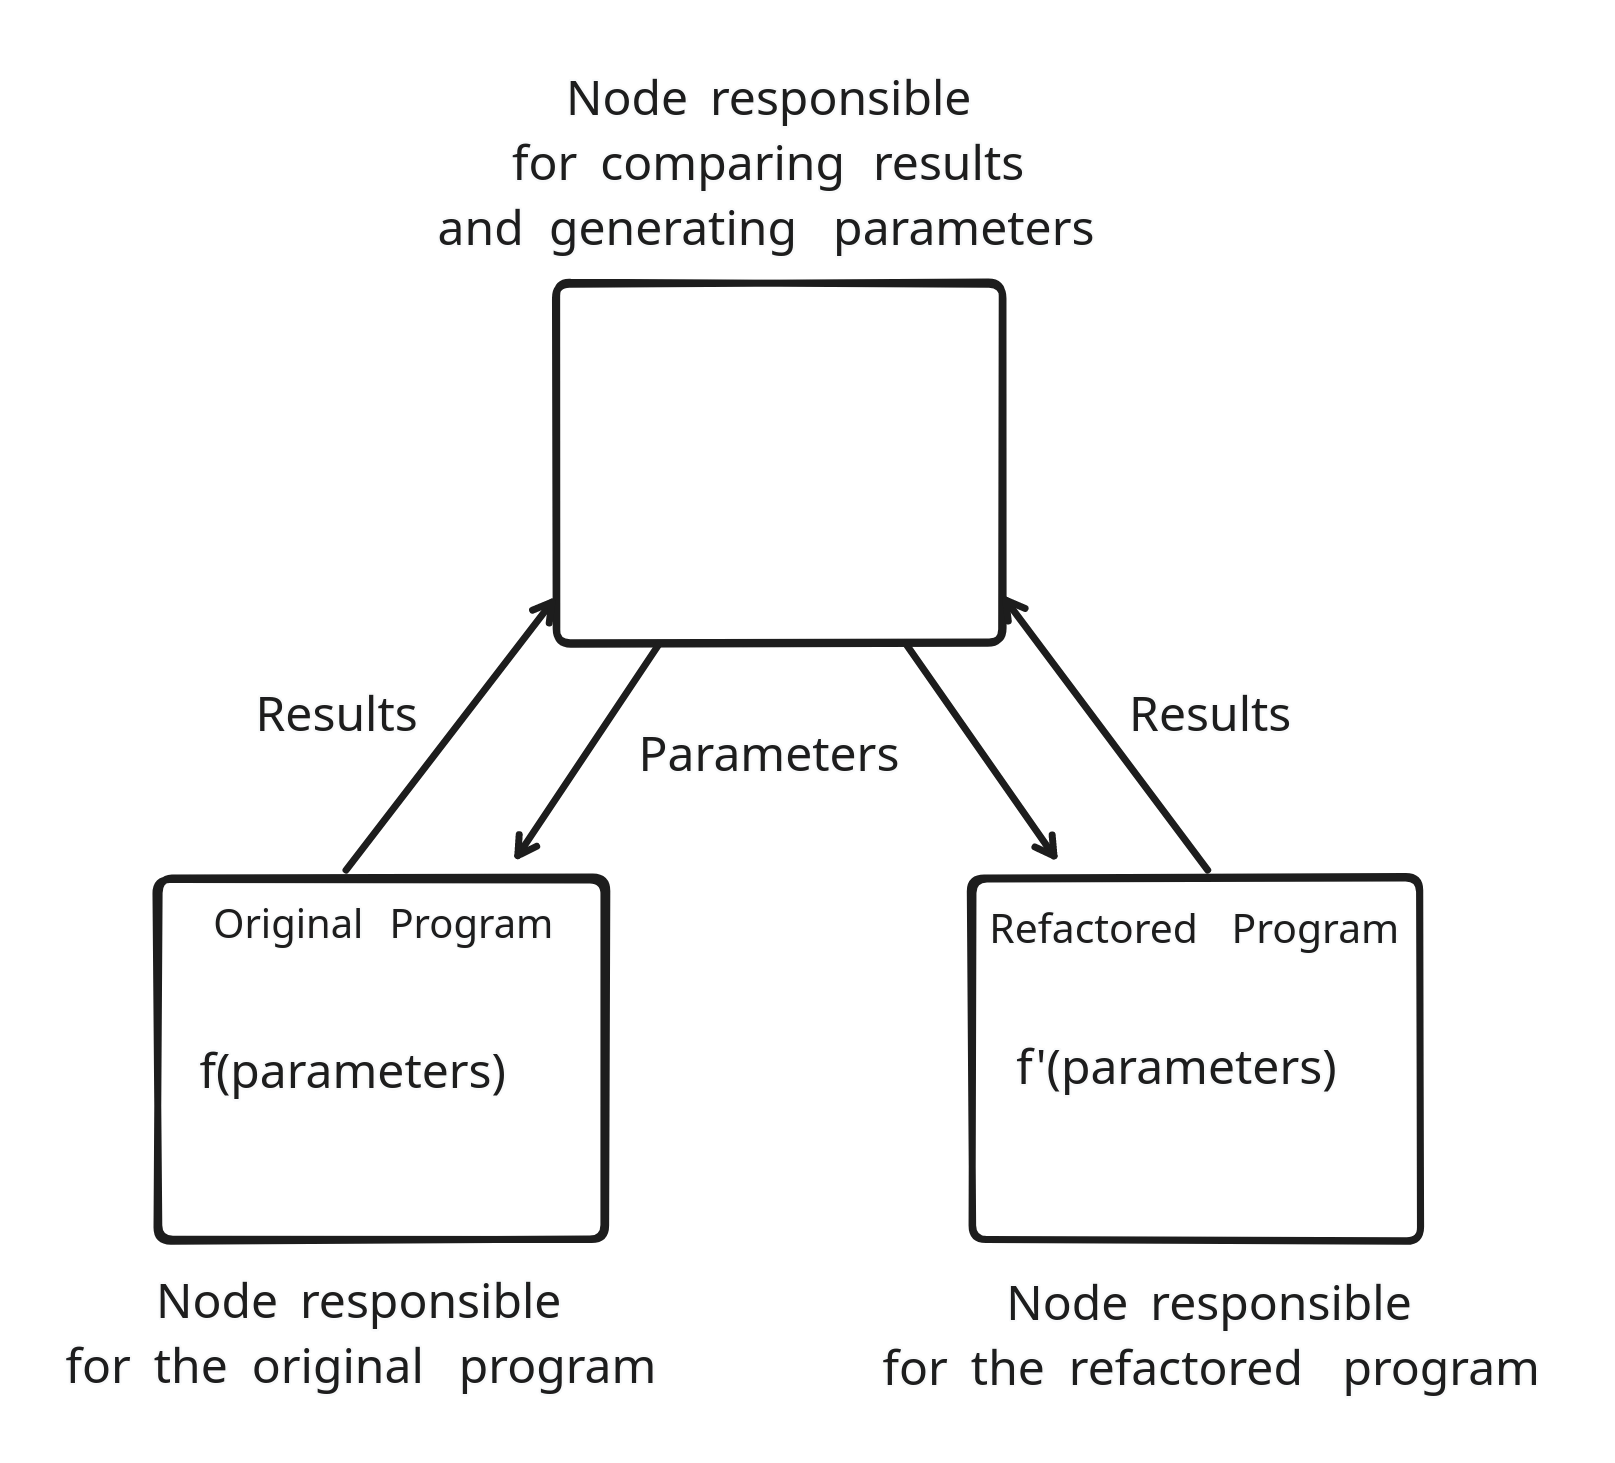 Node responsible
for comparing results
and generating parameters
Results
Results
Parameters
Original Program
Refactored Program
f(parameters)
f'(parameters)
Node responsible
for the original program
Node responsible
for the refactored program